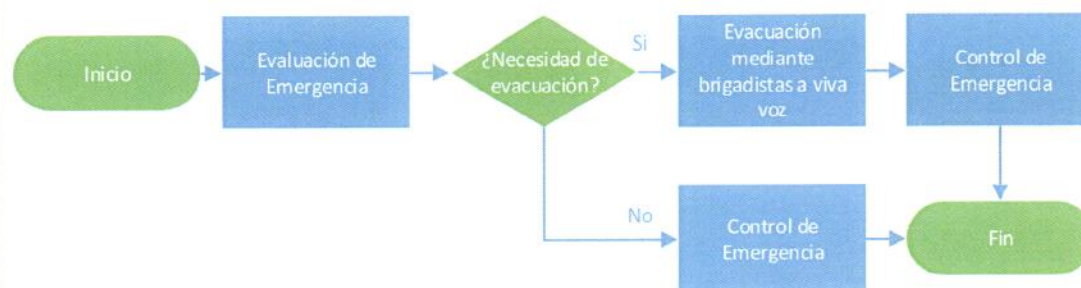 Inicio
Evaluación de
Emergencia
¿Necesidad de
evacuación?
Si
Evacuación
mediante
brigadistas a viva
voz
Control de
Emergencia
No
Control de
Emergencia
Fin